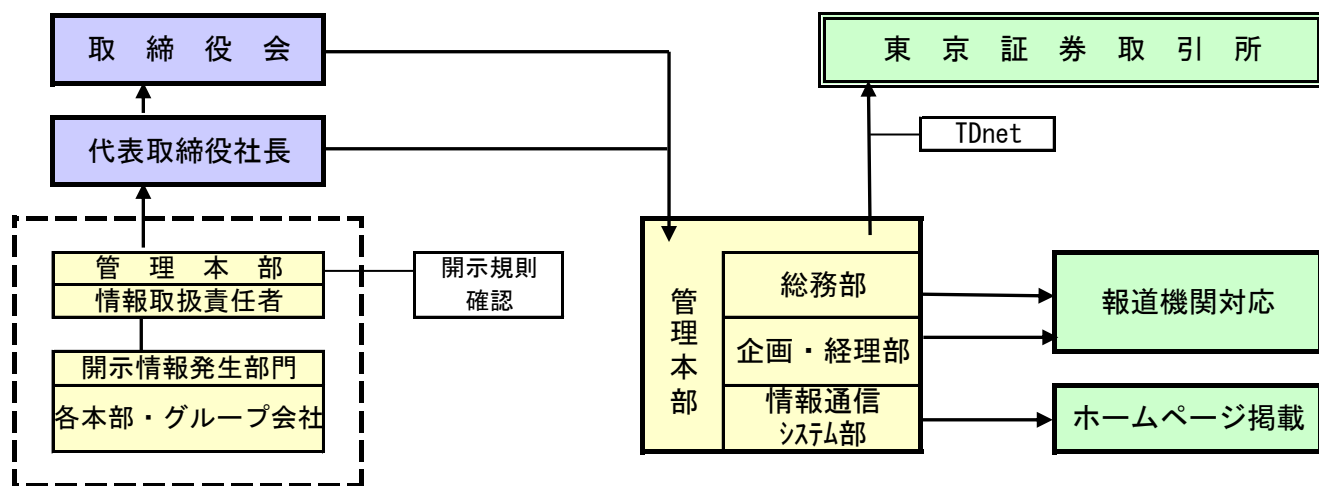 取締役会
東京証券取引所
代表取締役社長
TDnet
管理本部
情報取扱責任者
開示規則
確認
開示情報発生部門
各本部・グループ会社
管理本部
総務部
企画・経理部
情報通信
ｼｽﾃﾑ部
報道機関対応
ホームページ掲載